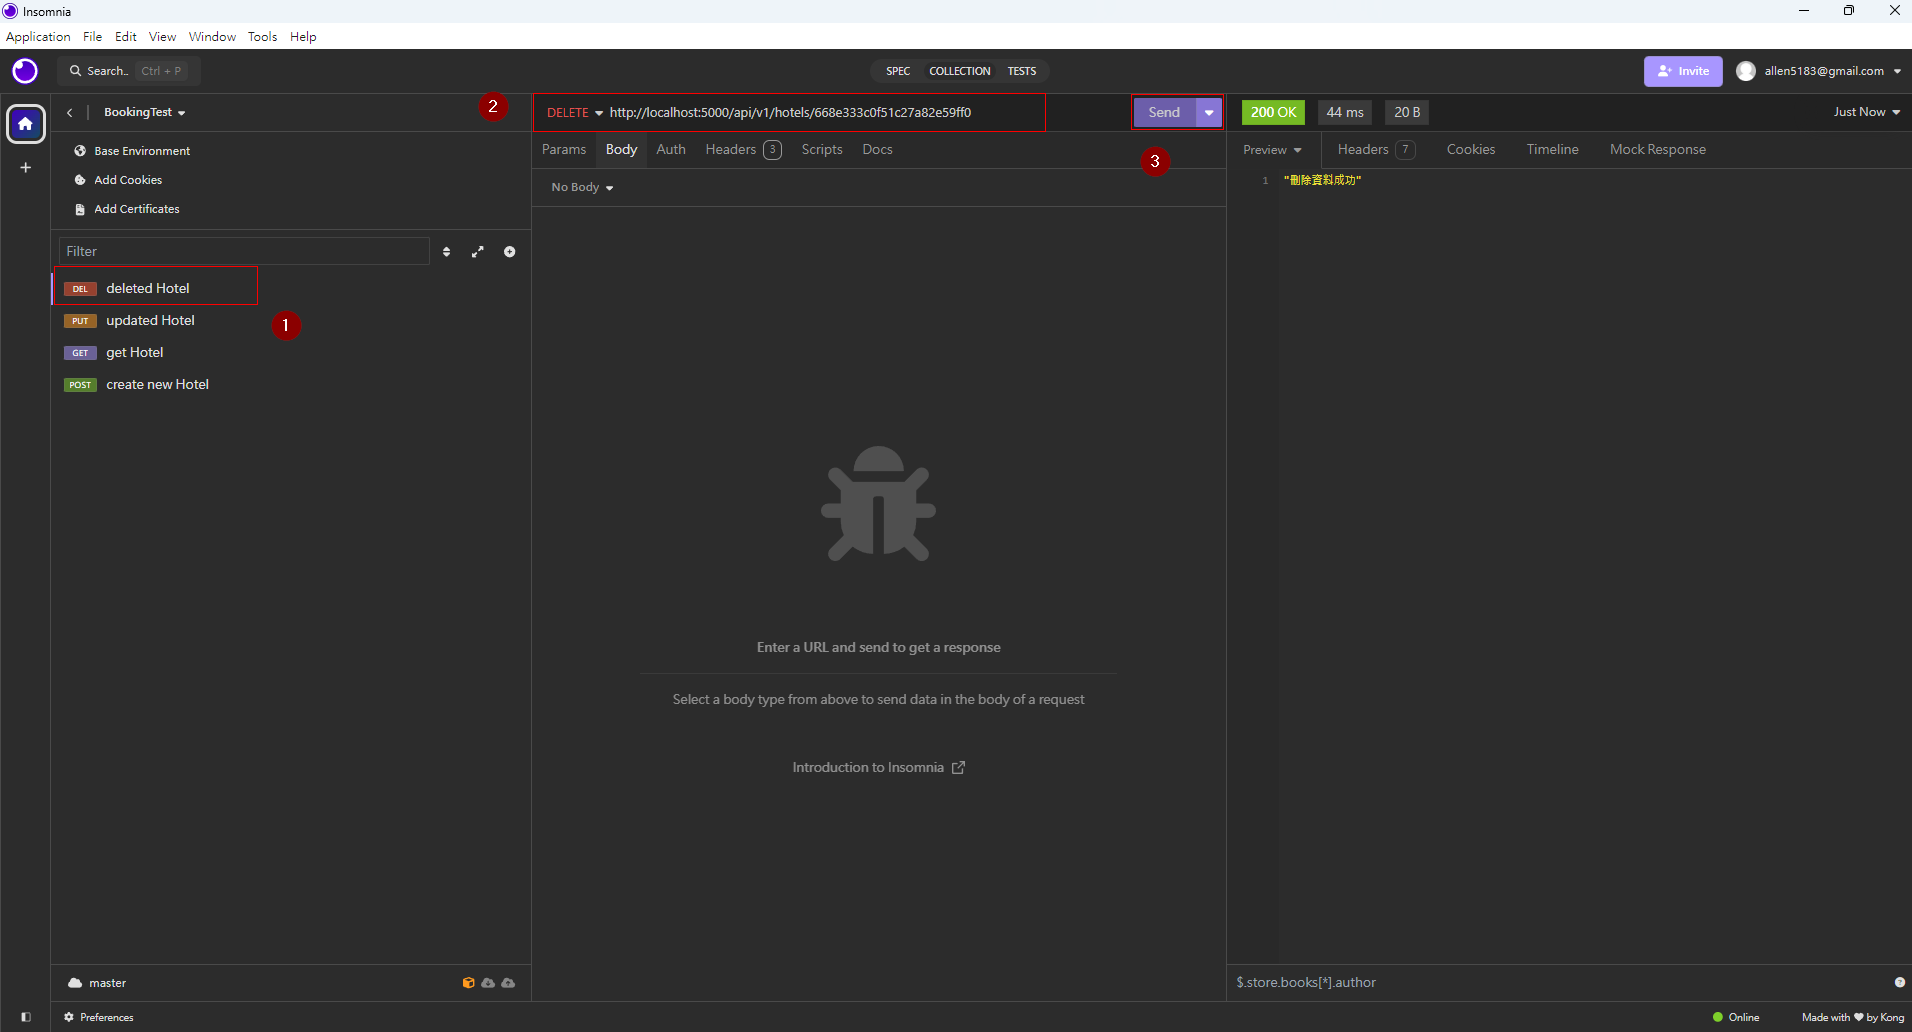 Insomnia
Application File Edit View Window Tools Help
Search.. Ctrl + P
SPEC COLLECTION TESTS
Invite
allen5183@gmail.com
BookingTest
2
DELETE http://localhost:5000/api/v1/hotels/668e333c0f51c27a82e59ff0
Send
200 OK 44 ms 20 B
Just Now
Base Environment
Add Cookies
Add Certificates
Params Body Auth Headers 3 Scripts Docs
3
Preview Headers 7 Cookies Timeline Mock Response
No Body
1 "刪除資料成功"
Filter
DEL deleted Hotel
PUT updated Hotel
1
GET get Hotel
POST create new Hotel
Enter a URL and send to get a response
Select a body type from above to send data in the body of a request
Introduction to Insomnia
master
$.store.books[*].author
Preferences
Online
Made with ♥ by Kong